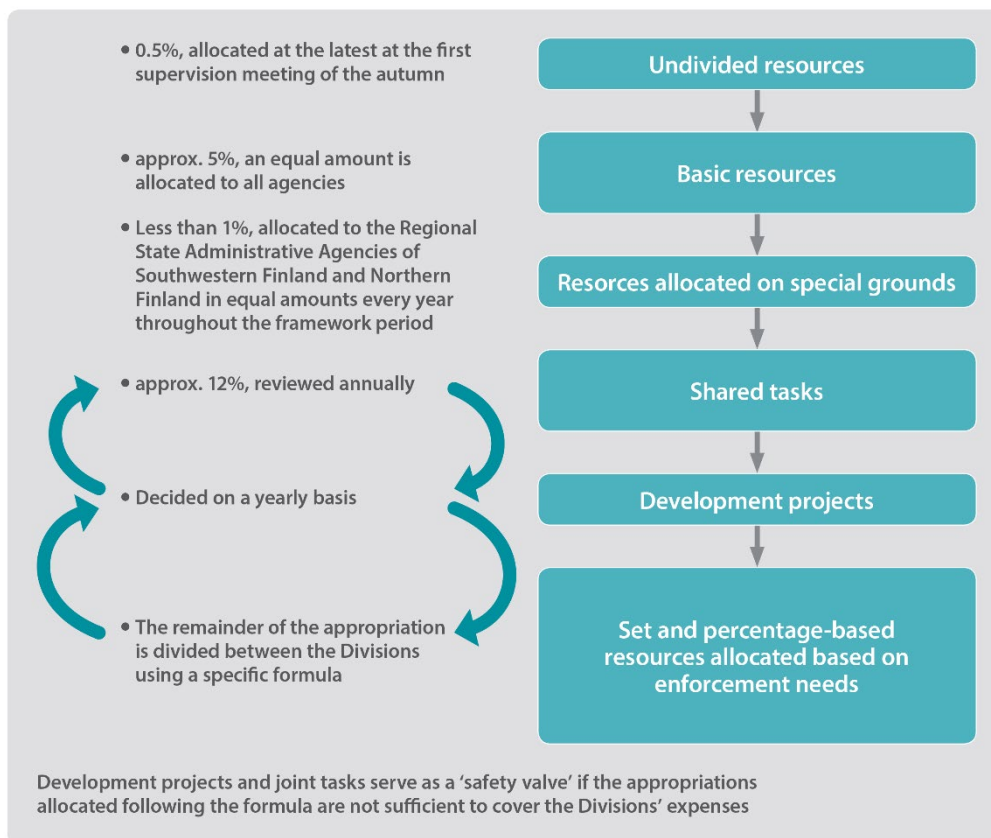 • 0.5%, allocated at the latest at the first
supervision meeting of the autumn
Undivided resources
• approx. 5%, an equal amount is
allocated to all agencies
Basic resources
• Less than 1%, allocated to the Regional
State Administrative Agencies of
Southwestern Finland and Northern
Finland in equal amounts every year
throughout the framework period
Resorces allocated on special grounds
• approx. 12%, reviewed annually
Shared tasks
• Decided on a yearly basis
Development projects
• The remainder of the appropriation
is divided between the Divisions
using a specific formula
Set and percentage-based
resources allocated based on
enforcement needs
Development projects and joint tasks serve as a ‘safety valve’ if the appropriations
allocated following the formula are not sufficient to cover the Divisions’ expenses